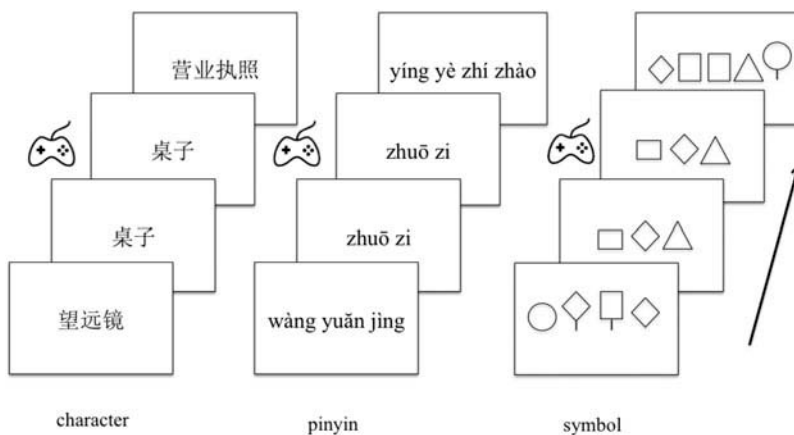 营业执照
桌子
桌子
望远镜
character
yíng yè zhí zhào
zhuō zi
zhuō zi
wàng yuǎn jìng
pinyin
symbol